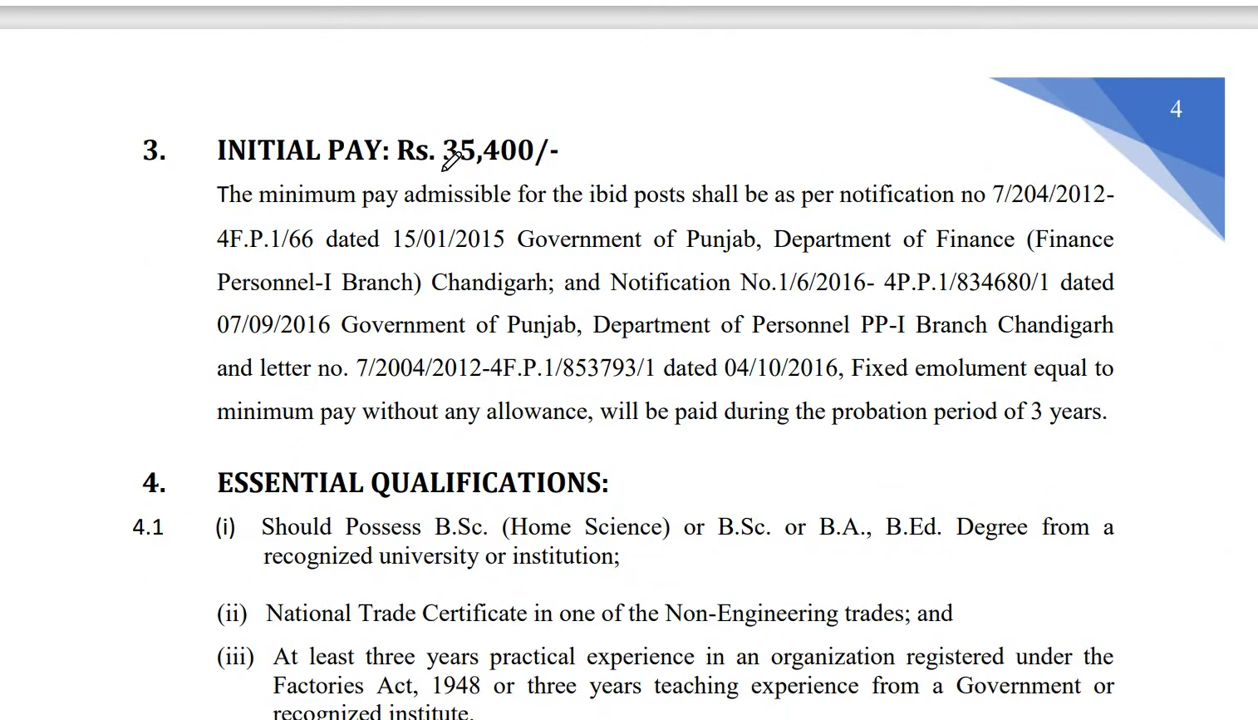 4
3. INITIAL PAY: Rs. 35,400/-
The minimum pay admissible for the ibid posts shall be as per notification no 7/204/2012-
4F.P.1/66 dated 15/01/2015 Government of Punjab, Department of Finance (Finance
Personnel-I Branch) Chandigarh; and Notification No.1/6/2016- 4P.P.1/834680/1 dated
07/09/2016 Government of Punjab, Department of Personnel PP-I Branch Chandigarh
and letter no. 7/2004/2012-4F.P.1/853793/1 dated 04/10/2016, Fixed emolument equal to
minimum pay without any allowance, will be paid during the probation period of 3 years.
4. ESSENTIAL QUALIFICATIONS:
4.1 (i) Should Possess B.Sc. (Home Science) or B.Sc. or B.A., B.Ed. Degree from a
recognized university or institution;
(ii) National Trade Certificate in one of the Non-Engineering trades; and
(iii) At least three years practical experience in an organization registered under the
Factories Act, 1948 or three years teaching experience from a Government or
recognized institute.